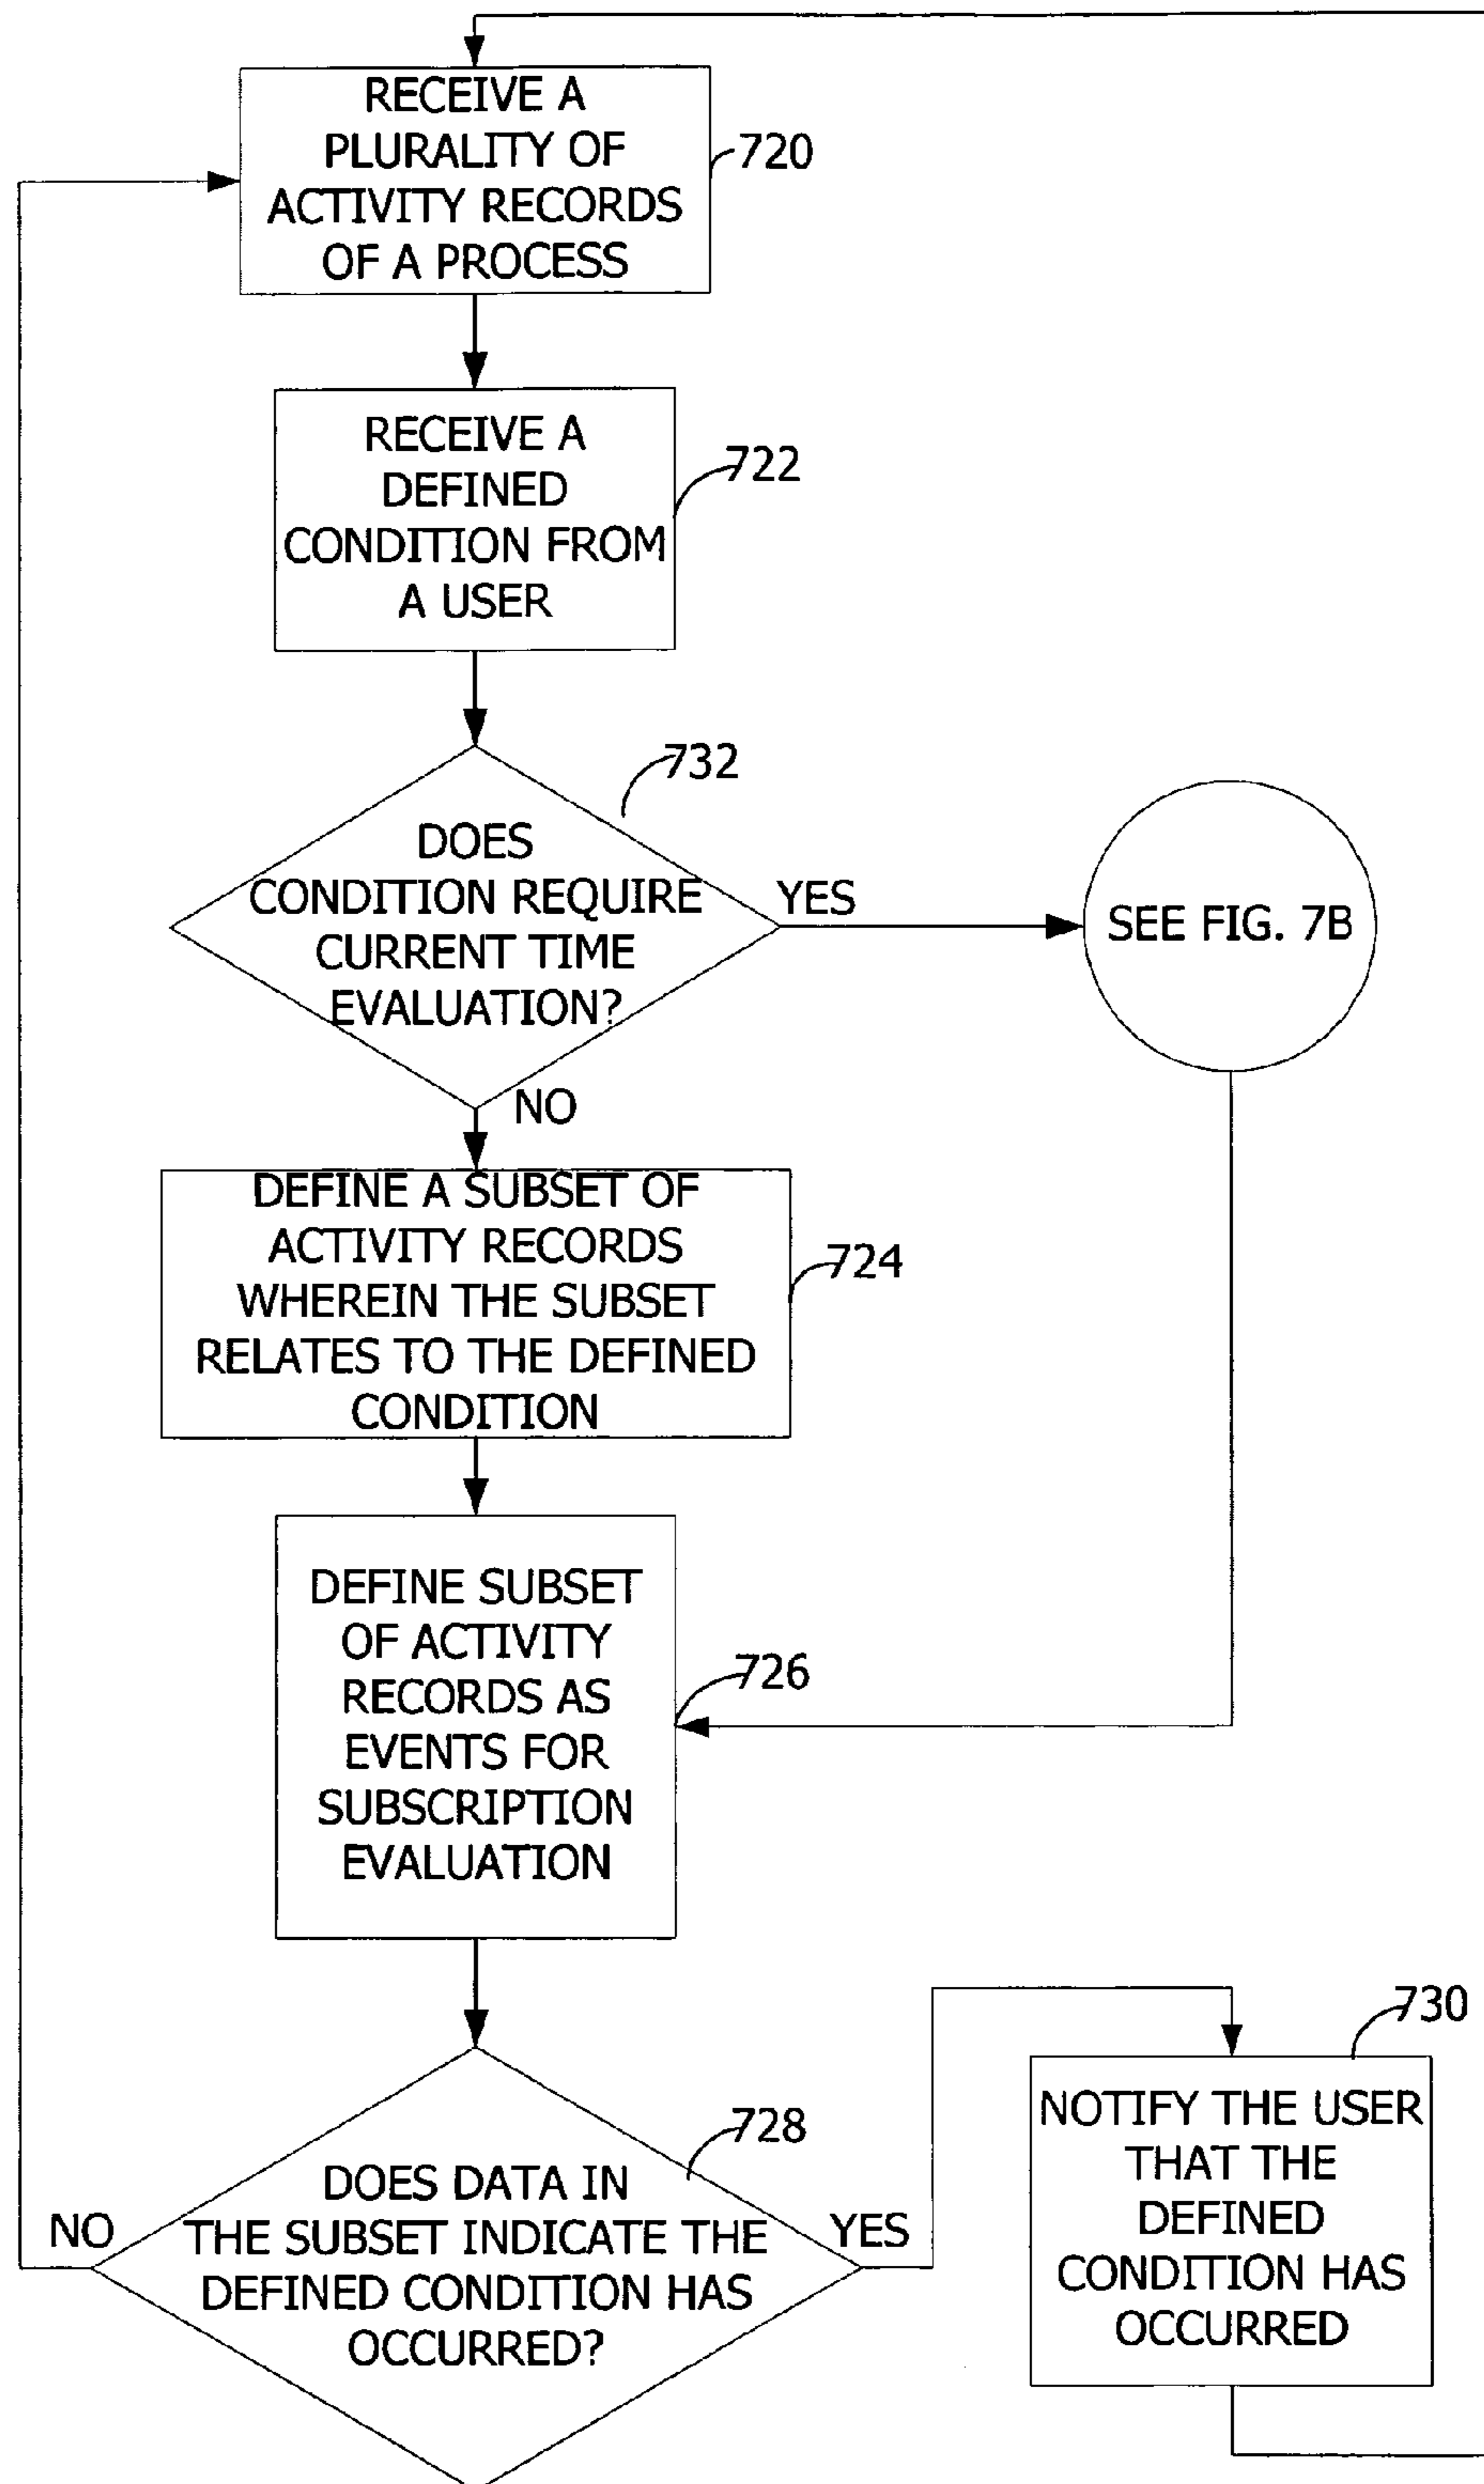 RECEIVE A
PLURALITY OF
ACTIVITY RECORDS
OF A PROCESS
720
RECEIVE A
DEFINED
CONDITION FROM
A USER
722
732
DOES
CONDITION REQUIRE
CURRENT TIME
EVALUATION?
YES
SEE FIG. 7B
NO
DEFINE A SUBSET OF
ACTIVITY RECORDS
WHEREIN THE SUBSET
RELATES TO THE DEFINED
CONDITION
724
DEFINE SUBSET
OF ACTIVITY
RECORDS AS
EVENTS FOR
SUBSCRIPTION
EVALUATION
726
728
DOES DATA IN
THE SUBSET INDICATE THE
DEFINED CONDITION HAS
OCCURRED?
NO
YES
730
NOTIFY THE USER
THAT THE
DEFINED
CONDITION HAS
OCCURRED